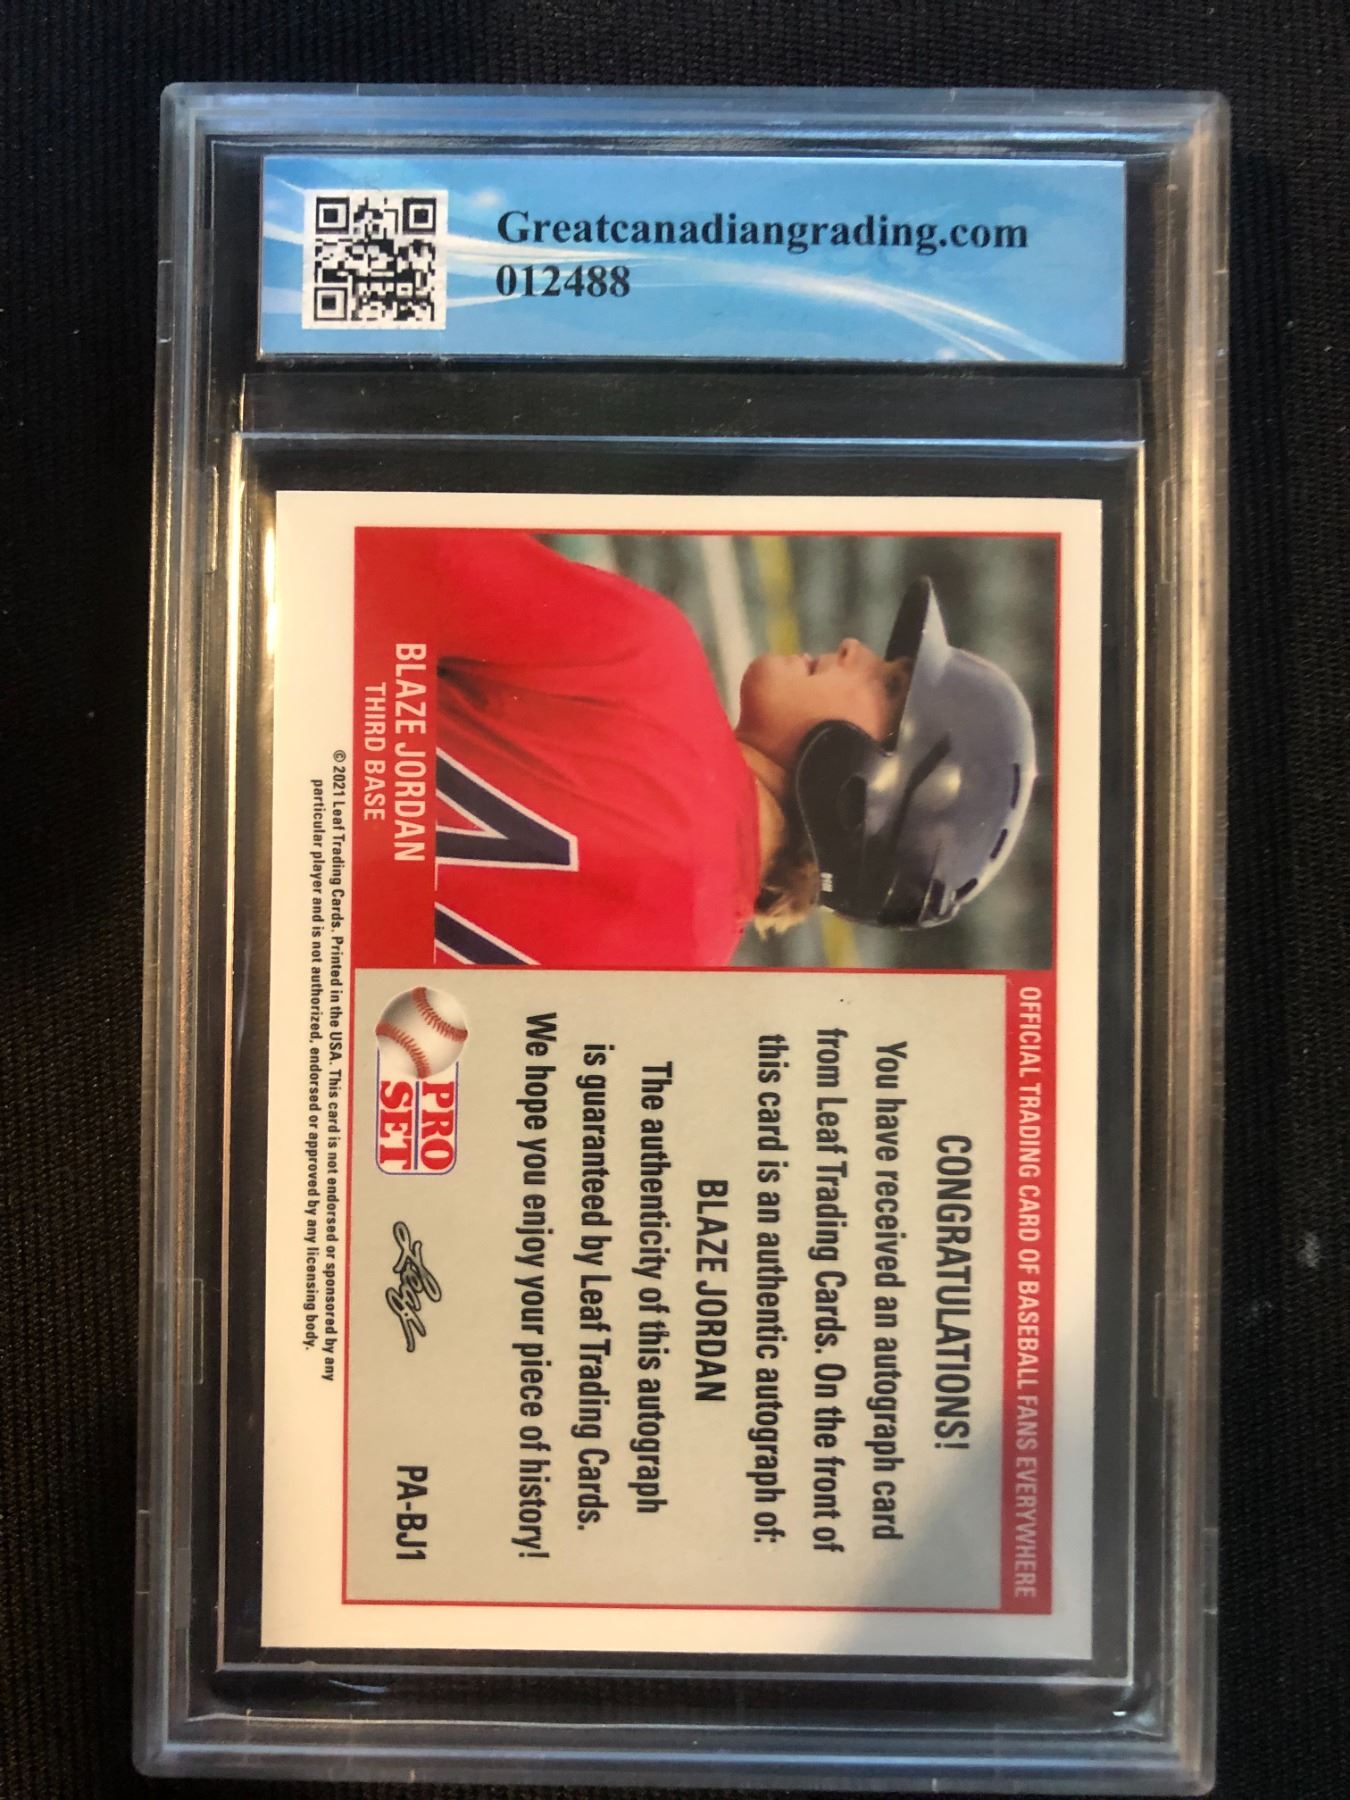 Greatcanadiangrading.com
012488
OFFICIAL TRADING CARD OF BASEBALL FANS EVERYWHERE
CONGRATULATIONS!
You have received an autograph card
from Leaf Trading Cards. On the front of
this card is an authentic autograph of:
BLAZE JORDAN
The authenticity of this autograph
is guaranteed by Leaf Trading Cards.
We hope you enjoy your piece of history!
BLAZE JORDAN
THIRD BASE
PRO
SET
Leaf
PA-BJ1
© 2021 Leaf Trading Cards. Printed in the USA. This card is not endorsed or sponsored by any
particular player and is not authorized, endorsed or approved by any licensing body.